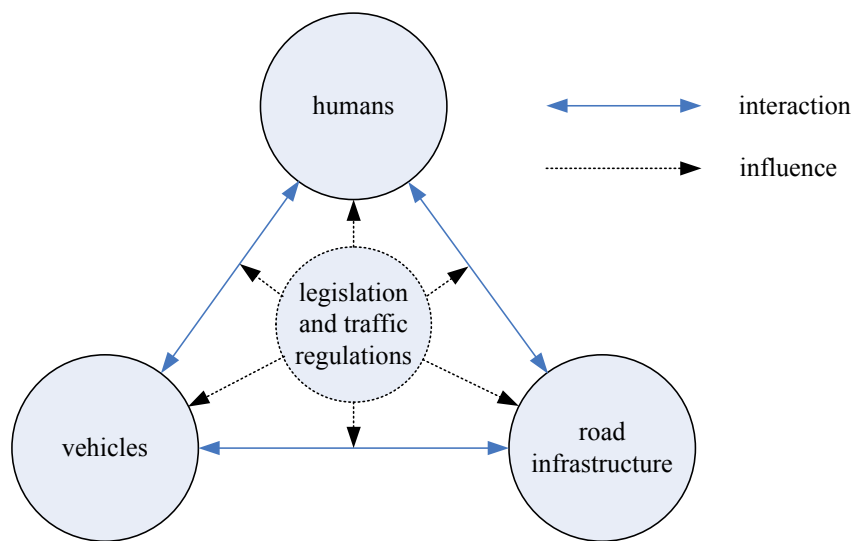 humans
interaction
influence
legislation
and traffic
regulations
vehicles
road
infrastructure